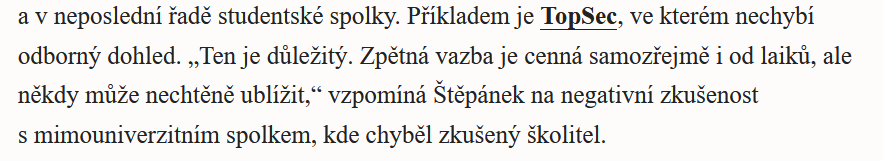 a v neposlední řadě studentské spolky. Příkladem je TopSec, ve kterém nechybí
odborný dohled. „Ten je důležitý. Zpětná vazba je cenná samozřejmě i od laiků, ale
někdy může nechtěně ublížit,“ vzpomíná Štěpánek na negativní zkušenost
s mimouniverzitním spolkem, kde chyběl zkušený školitel.